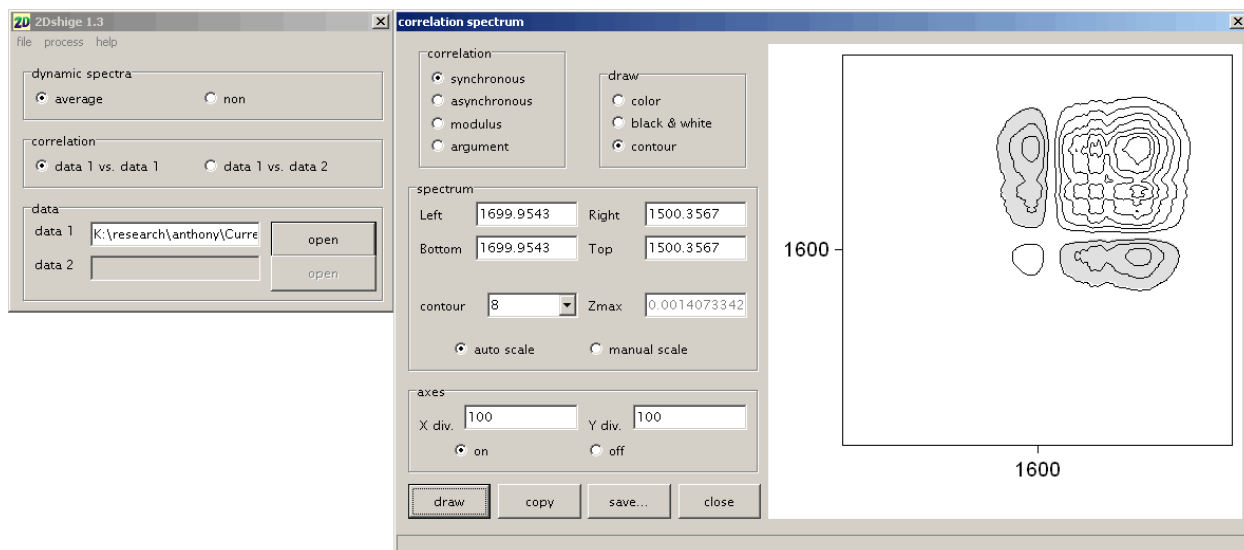 2D 2Dshige 1.3
file process help
dynamic spectra
average non
correlation
data 1 vs. data 1 data 1 vs. data 2
data
data 1 K:\research\anthony\Curre open
data 2 open
correlation spectrum
correlation
synchronous
asynchronous
modulus
argument
draw
color
black & white
contour
spectrum
Left 1699.9543 Right 1500.3567
Bottom 1699.9543 Top 1500.3567
contour 8 Zmax 0.0014073342
auto scale manual scale
axes
X div. 100 Y div. 100
on off
draw copy save... close
1600
1600